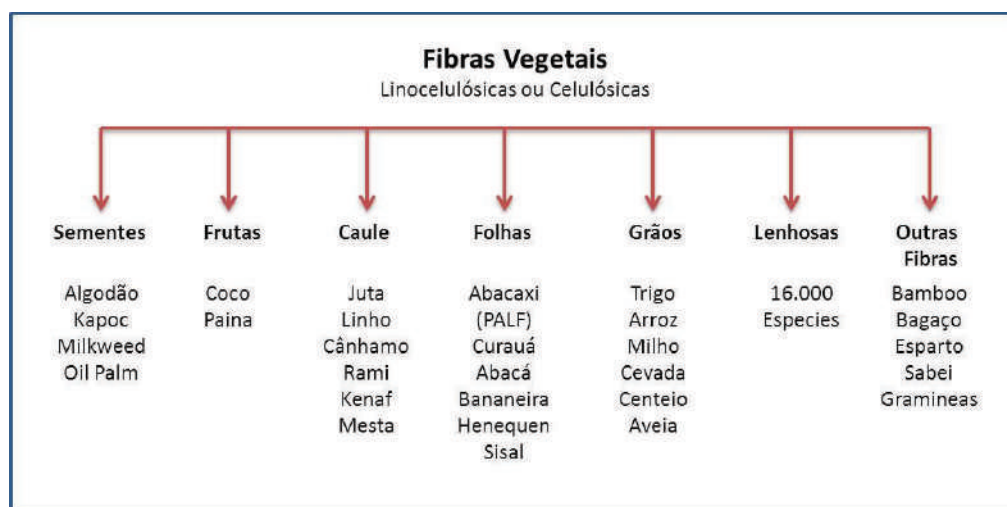 Fibras Vegetais
Linocelulósicas ou Celulósicas
Sementes
Algodão
Kapoc
Milkweed
Oil Palm
Frutas
Coco
Paina
Caule
Juta
Linho
Cânhamo
Rami
Kenaf
Mesta
Folhas
Abacaxi
(PALF)
Curauá
Abacá
Bananeira
Henequen
Sisal
Grãos
Trigo
Arroz
Milho
Cevada
Centeio
Aveia
Lenhosas
16.000
Especies
Outras
Fibras
Bamboo
Bagaço
Esparto
Sabei
Gramineas